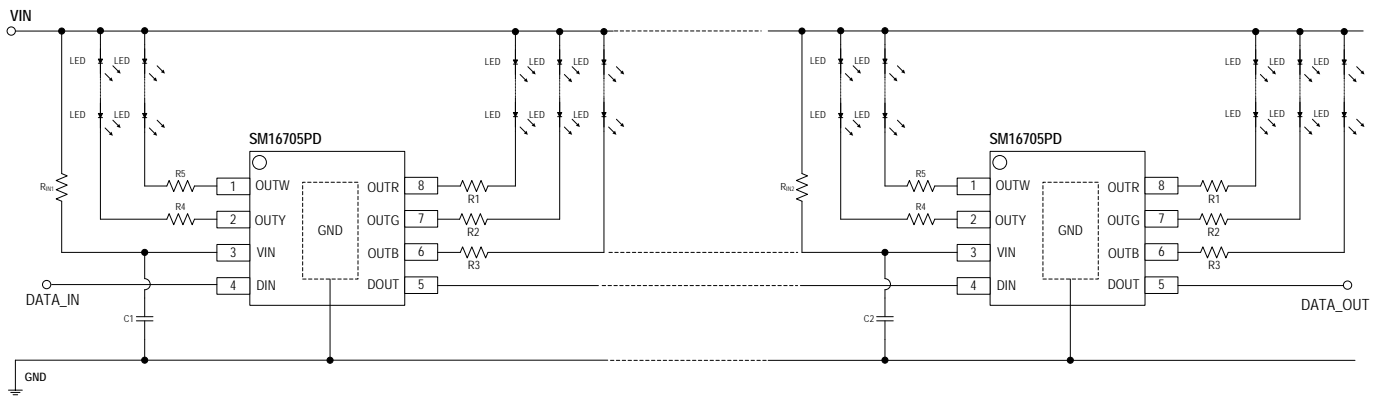 VIN
LED LED LED LED LED LED LED LED LED LED
LED LED LED LED LED LED LED LED LED LED
SM16705PD SM16705PD
RIN1 R5 1 OUTW OUTR 8 R1 RIN2 R5 1 OUTW OUTR 8 R1
R4 2 OUTY GND OUTG 7 R2 R4 2 OUTY GND OUTG 7 R2
3 VIN OUTB 6 R3 3 VIN OUTB 6 R3
DATA_IN 4 DIN DOUT 5 4 DIN DOUT 5 DATA_OUT
C1 C2
GND